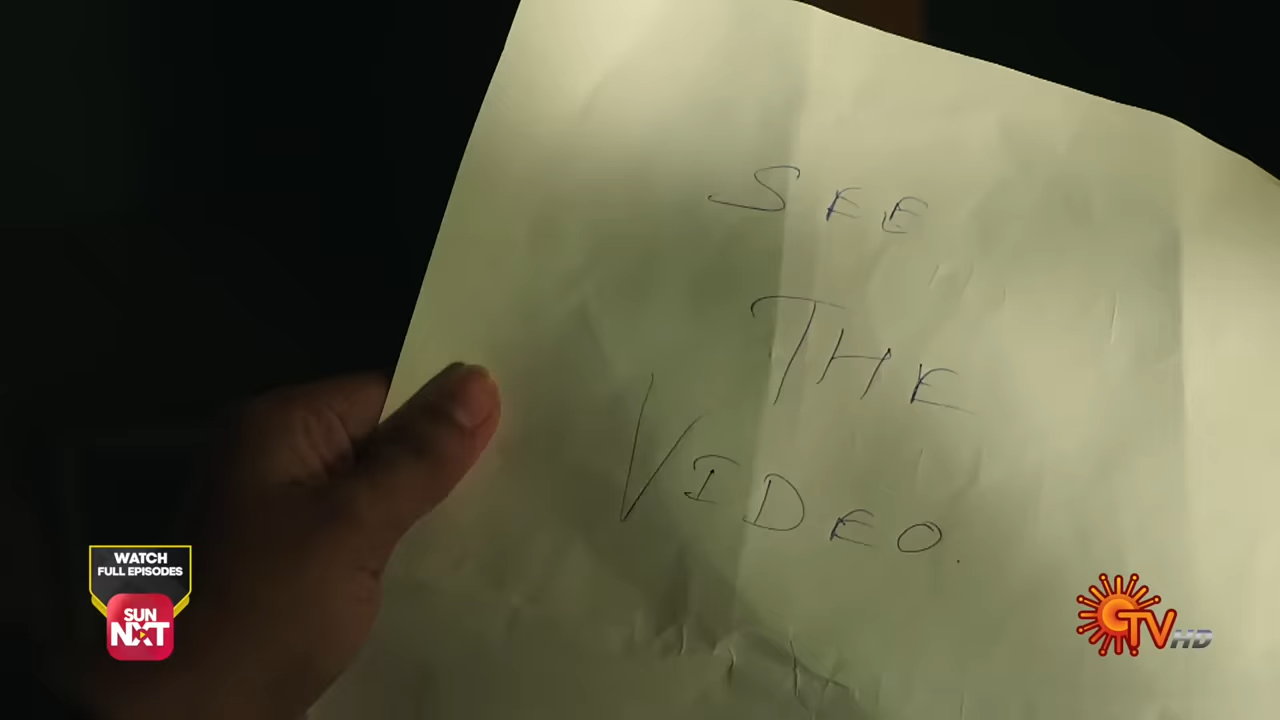 SEE
THE
VIDEO.
WATCH
FULL EPISODES
SUN
NXT
TV HD